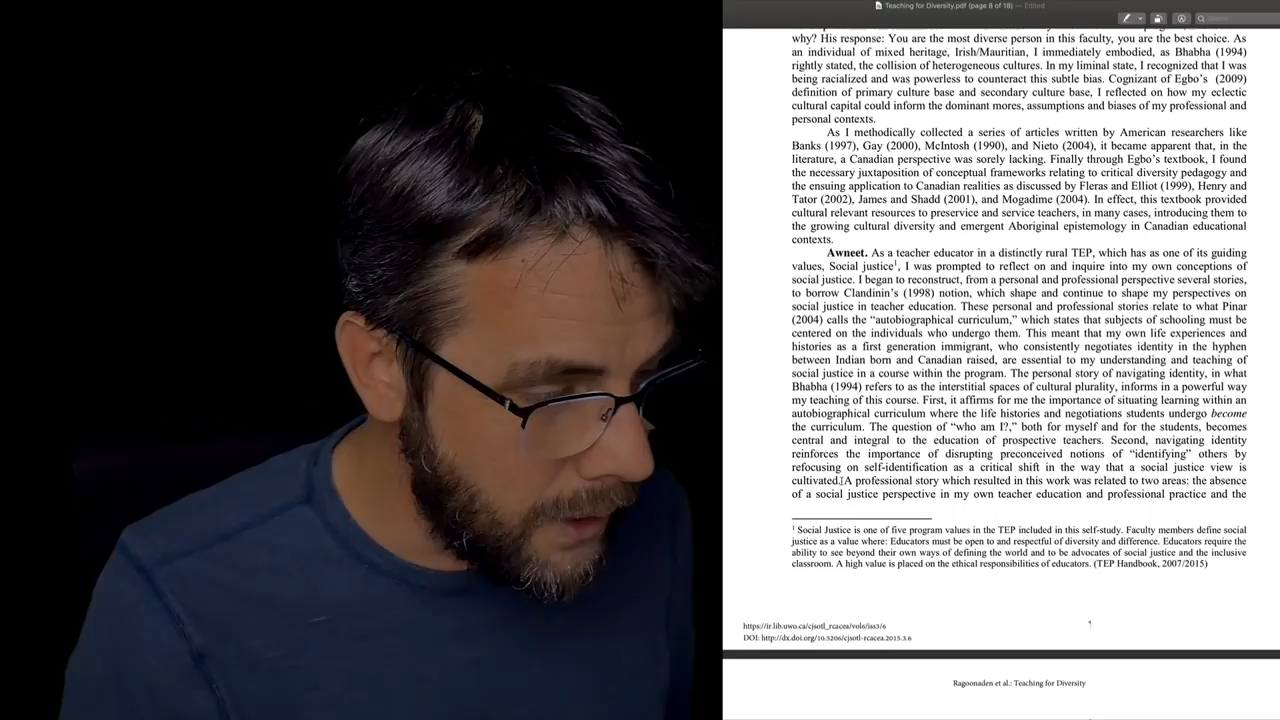 Teaching for Diversity.pdf (page 8 of 18) — Edited
Search
why? His response: You are the most diverse person in this faculty, you are the best choice. As
an individual of mixed heritage, Irish/Mauritian, I immediately embodied, as Bhabha (1994)
rightly stated, the collision of heterogeneous cultures. In my liminal state, I recognized that I was
being racialized and was powerless to counteract this subtle bias. Cognizant of Egbo's (2009)
definition of primary culture base and secondary culture base, I reflected on how my eclectic
cultural capital could inform the dominant mores, assumptions and biases of my professional and
personal contexts.
As I methodically collected a series of articles written by American researchers like
Banks (1997), Gay (2000), McIntosh (1990), and Nieto (2004), it became apparent that, in the
literature, a Canadian perspective was sorely lacking. Finally through Egbo's textbook, I found
the necessary juxtaposition of conceptual frameworks relating to critical diversity pedagogy and
the ensuing application to Canadian realities as discussed by Fleras and Elliot (1999), Henry and
Tator (2002), James and Shadd (2001), and Mogadime (2004). In effect, this textbook provided
cultural relevant resources to preservice and service teachers, in many cases, introducing them to
the growing cultural diversity and emergent Aboriginal epistemology in Canadian educational
contexts.
Awneet. As a teacher educator in a distinctly rural TEP, which has as one of its guiding
values, Social justice¹, I was prompted to reflect on and inquire into my own conceptions of
social justice. I began to reconstruct, from a personal and professional perspective several stories,
to borrow Clandinin's (1998) notion, which shape and continue to shape my perspectives on
social justice in teacher education. These personal and professional stories relate to what Pinar
(2004) calls the “autobiographical curriculum,” which states that subjects of schooling must be
centered on the individuals who undergo them. This meant that my own life experiences and
histories as a first generation immigrant, who consistently negotiates identity in the hyphen
between Indian born and Canadian raised, are essential to my understanding and teaching of
social justice in a course within the program. The personal story of navigating identity, in what
Bhabha (1994) refers to as the interstitial spaces of cultural plurality, informs in a powerful way
my teaching of this course. First, it affirms for me the importance of situating learning within an
autobiographical curriculum where the life histories and negotiations students undergo become
the curriculum. The question of “who am I?,” both for myself and for the students, becomes
central and integral to the education of prospective teachers. Second, navigating identity
reinforces the importance of disrupting preconceived notions of “identifying” others by
refocusing on self-identification as a critical shift in the way that a social justice view is
cultivated. A professional story which resulted in this work was related to two areas: the absence
of a social justice perspective in my own teacher education and professional practice and the
¹ Social Justice is one of five program values in the TEP included in this self-study. Faculty members define social
justice as a value where: Educators must be open to and respectful of diversity and difference. Educators require the
ability to see beyond their own ways of defining the world and to be advocates of social justice and the inclusive
classroom. A high value is placed on the ethical responsibilities of educators. (TEP Handbook, 2007/2015)
https://ir.lib.uwo.ca/cjsotl_rcacea/vol6/iss3/6
DOI: http://dx.doi.org/10.5206/cjsotl-rcacea.2015.3.6
Ragoonaden et al.: Teaching for Diversity